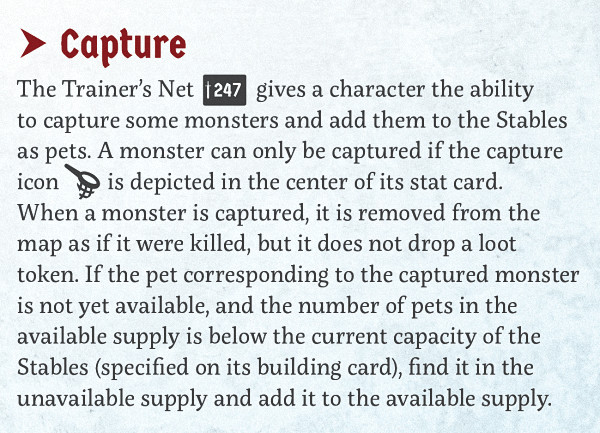 Capture
The Trainer's Net 247 gives a character the ability
to capture some monsters and add them to the Stables
as pets. A monster can only be captured if the capture
icon is depicted in the center of its stat card.
When a monster is captured, it is removed from the
map as if it were killed, but it does not drop a loot
token. If the pet corresponding to the captured monster
is not yet available, and the number of pets in the
available supply is below the current capacity of the
Stables (specified on its building card), find it in the
unavailable supply and add it to the available supply.